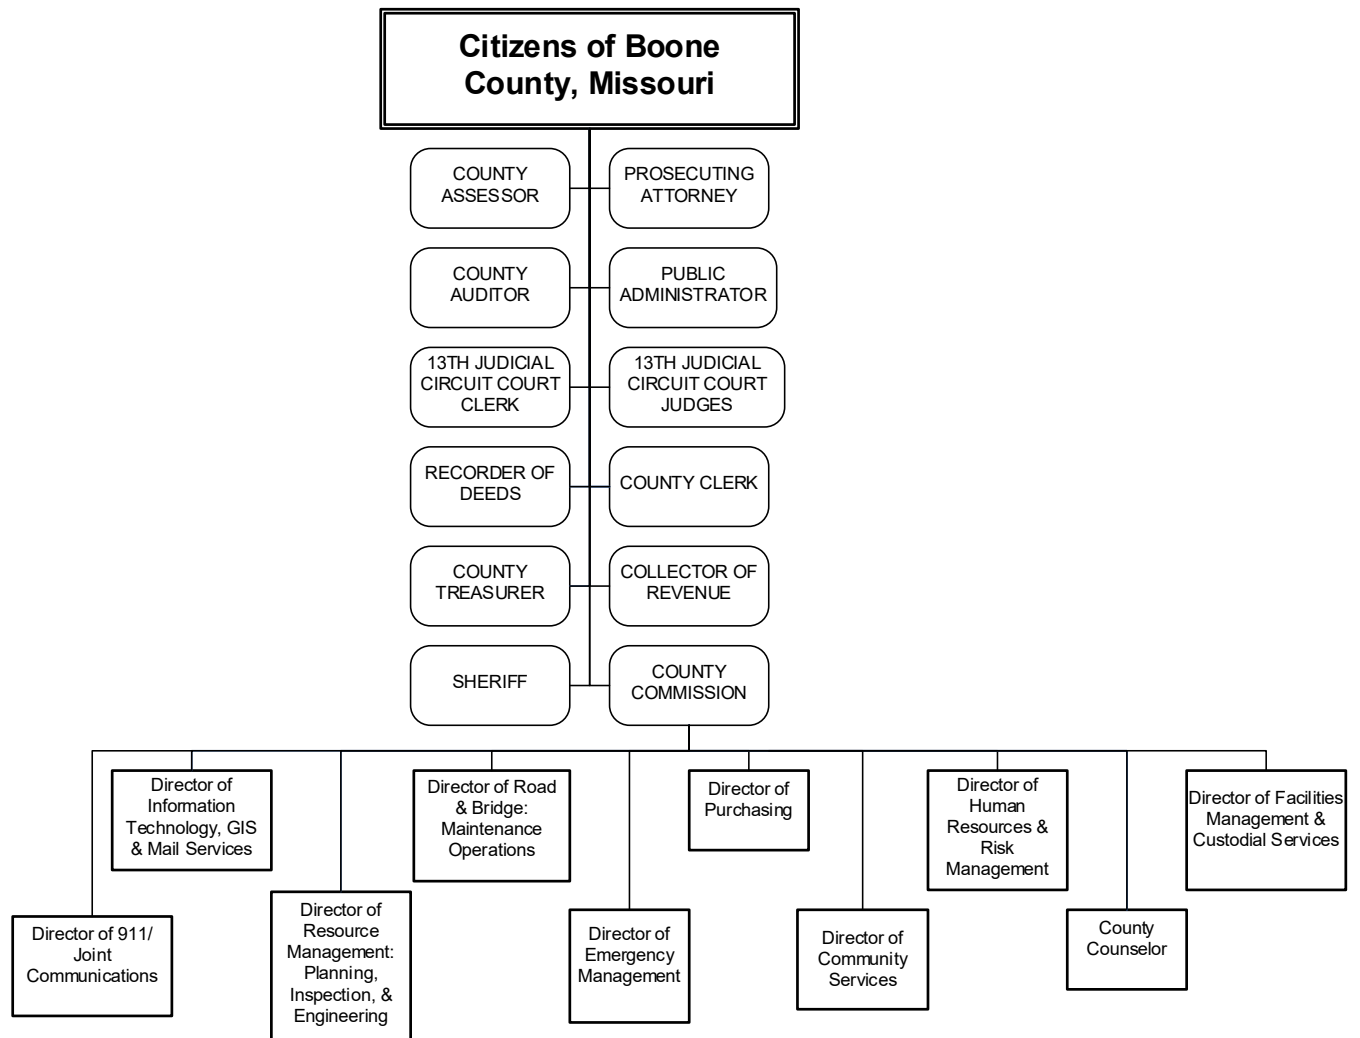 Citizens of Boone
County, Missouri
COUNTY
ASSESSOR
PROSECUTING
ATTORNEY
COUNTY
AUDITOR
PUBLIC
ADMINISTRATOR
13TH JUDICIAL
CIRCUIT COURT
CLERK
13TH JUDICIAL
CIRCUIT COURT
JUDGES
RECORDER OF
DEEDS
COUNTY CLERK
COUNTY
TREASURER
COLLECTOR OF
REVENUE
SHERIFF
COUNTY
COMMISSION
Director of
Information
Technology, GIS
& Mail Services
Director of Road
& Bridge:
Maintenance
Operations
Director of
Purchasing
Director of
Human
Resources &
Risk
Management
Director of Facilities
Management &
Custodial Services
Director of 911/
Joint
Communications
Director of
Resource
Management:
Planning,
Inspection, &
Engineering
Director of
Emergency
Management
Director of
Community
Services
County
Counselor